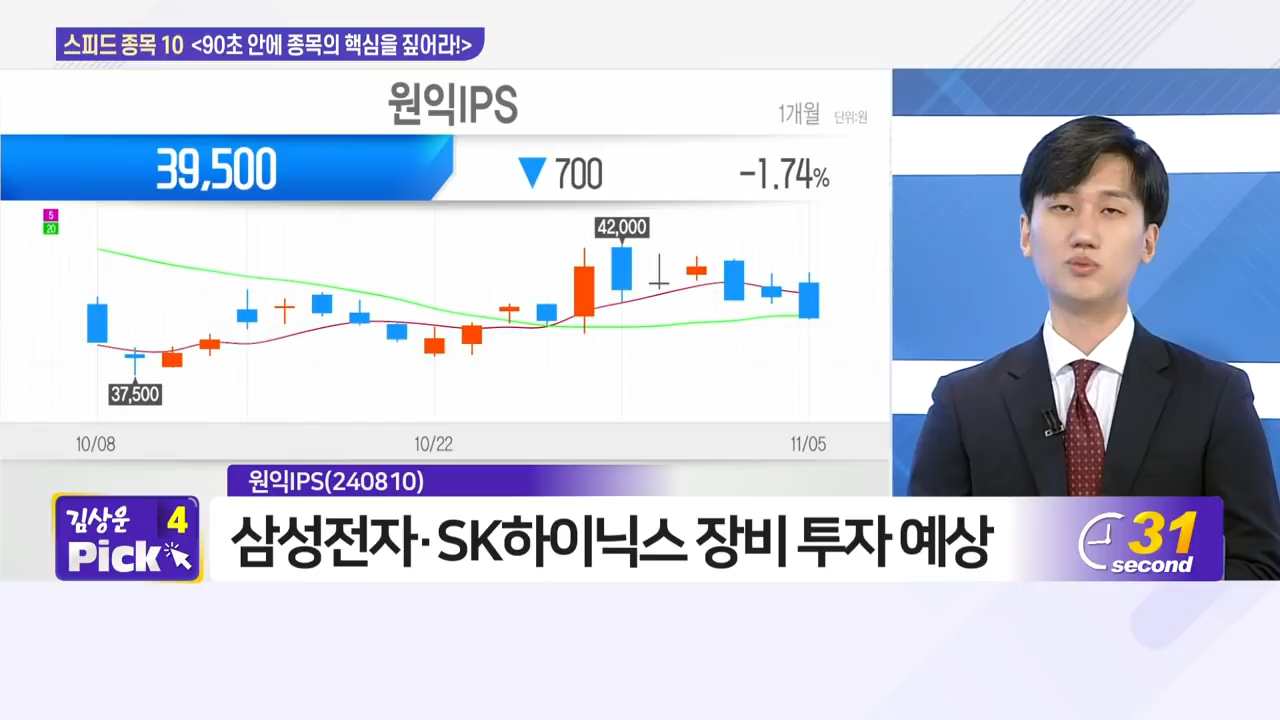 스피드 종목 10 <90초 안에 종목의 핵심을 짚어라!>
원익IPS
1개월 단위:원
39,500 ▼700 -1.74%
5
20
42,000
37,500
10/08 10/22 11/05
원익IPS(240810)
김상운 4
Pick
삼성전자·SK하이닉스 장비 투자 예상
31
second